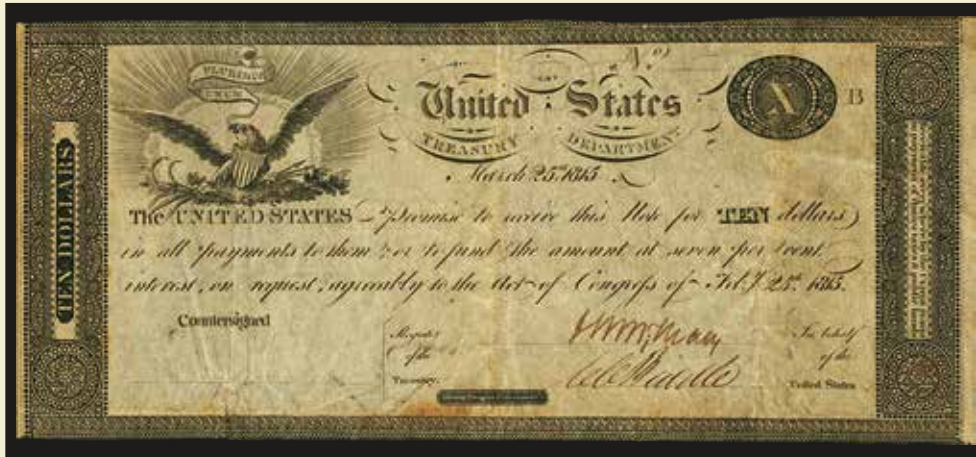 PLURIBUS
UNUM
No.
United States
TREASURY DEPARTMENT
March 25th 1815
X
B
TEN DOLLARS
The UNITED STATES Promise to receive this Note for TEN dollars
in all payments to them; or to fund the amount at seven per cent
interest, on request, agreeably to the Act of Congress of Feby. 25th 1815.
Countersigned
Register
of the
Treasury.
In behalf
of the
United States